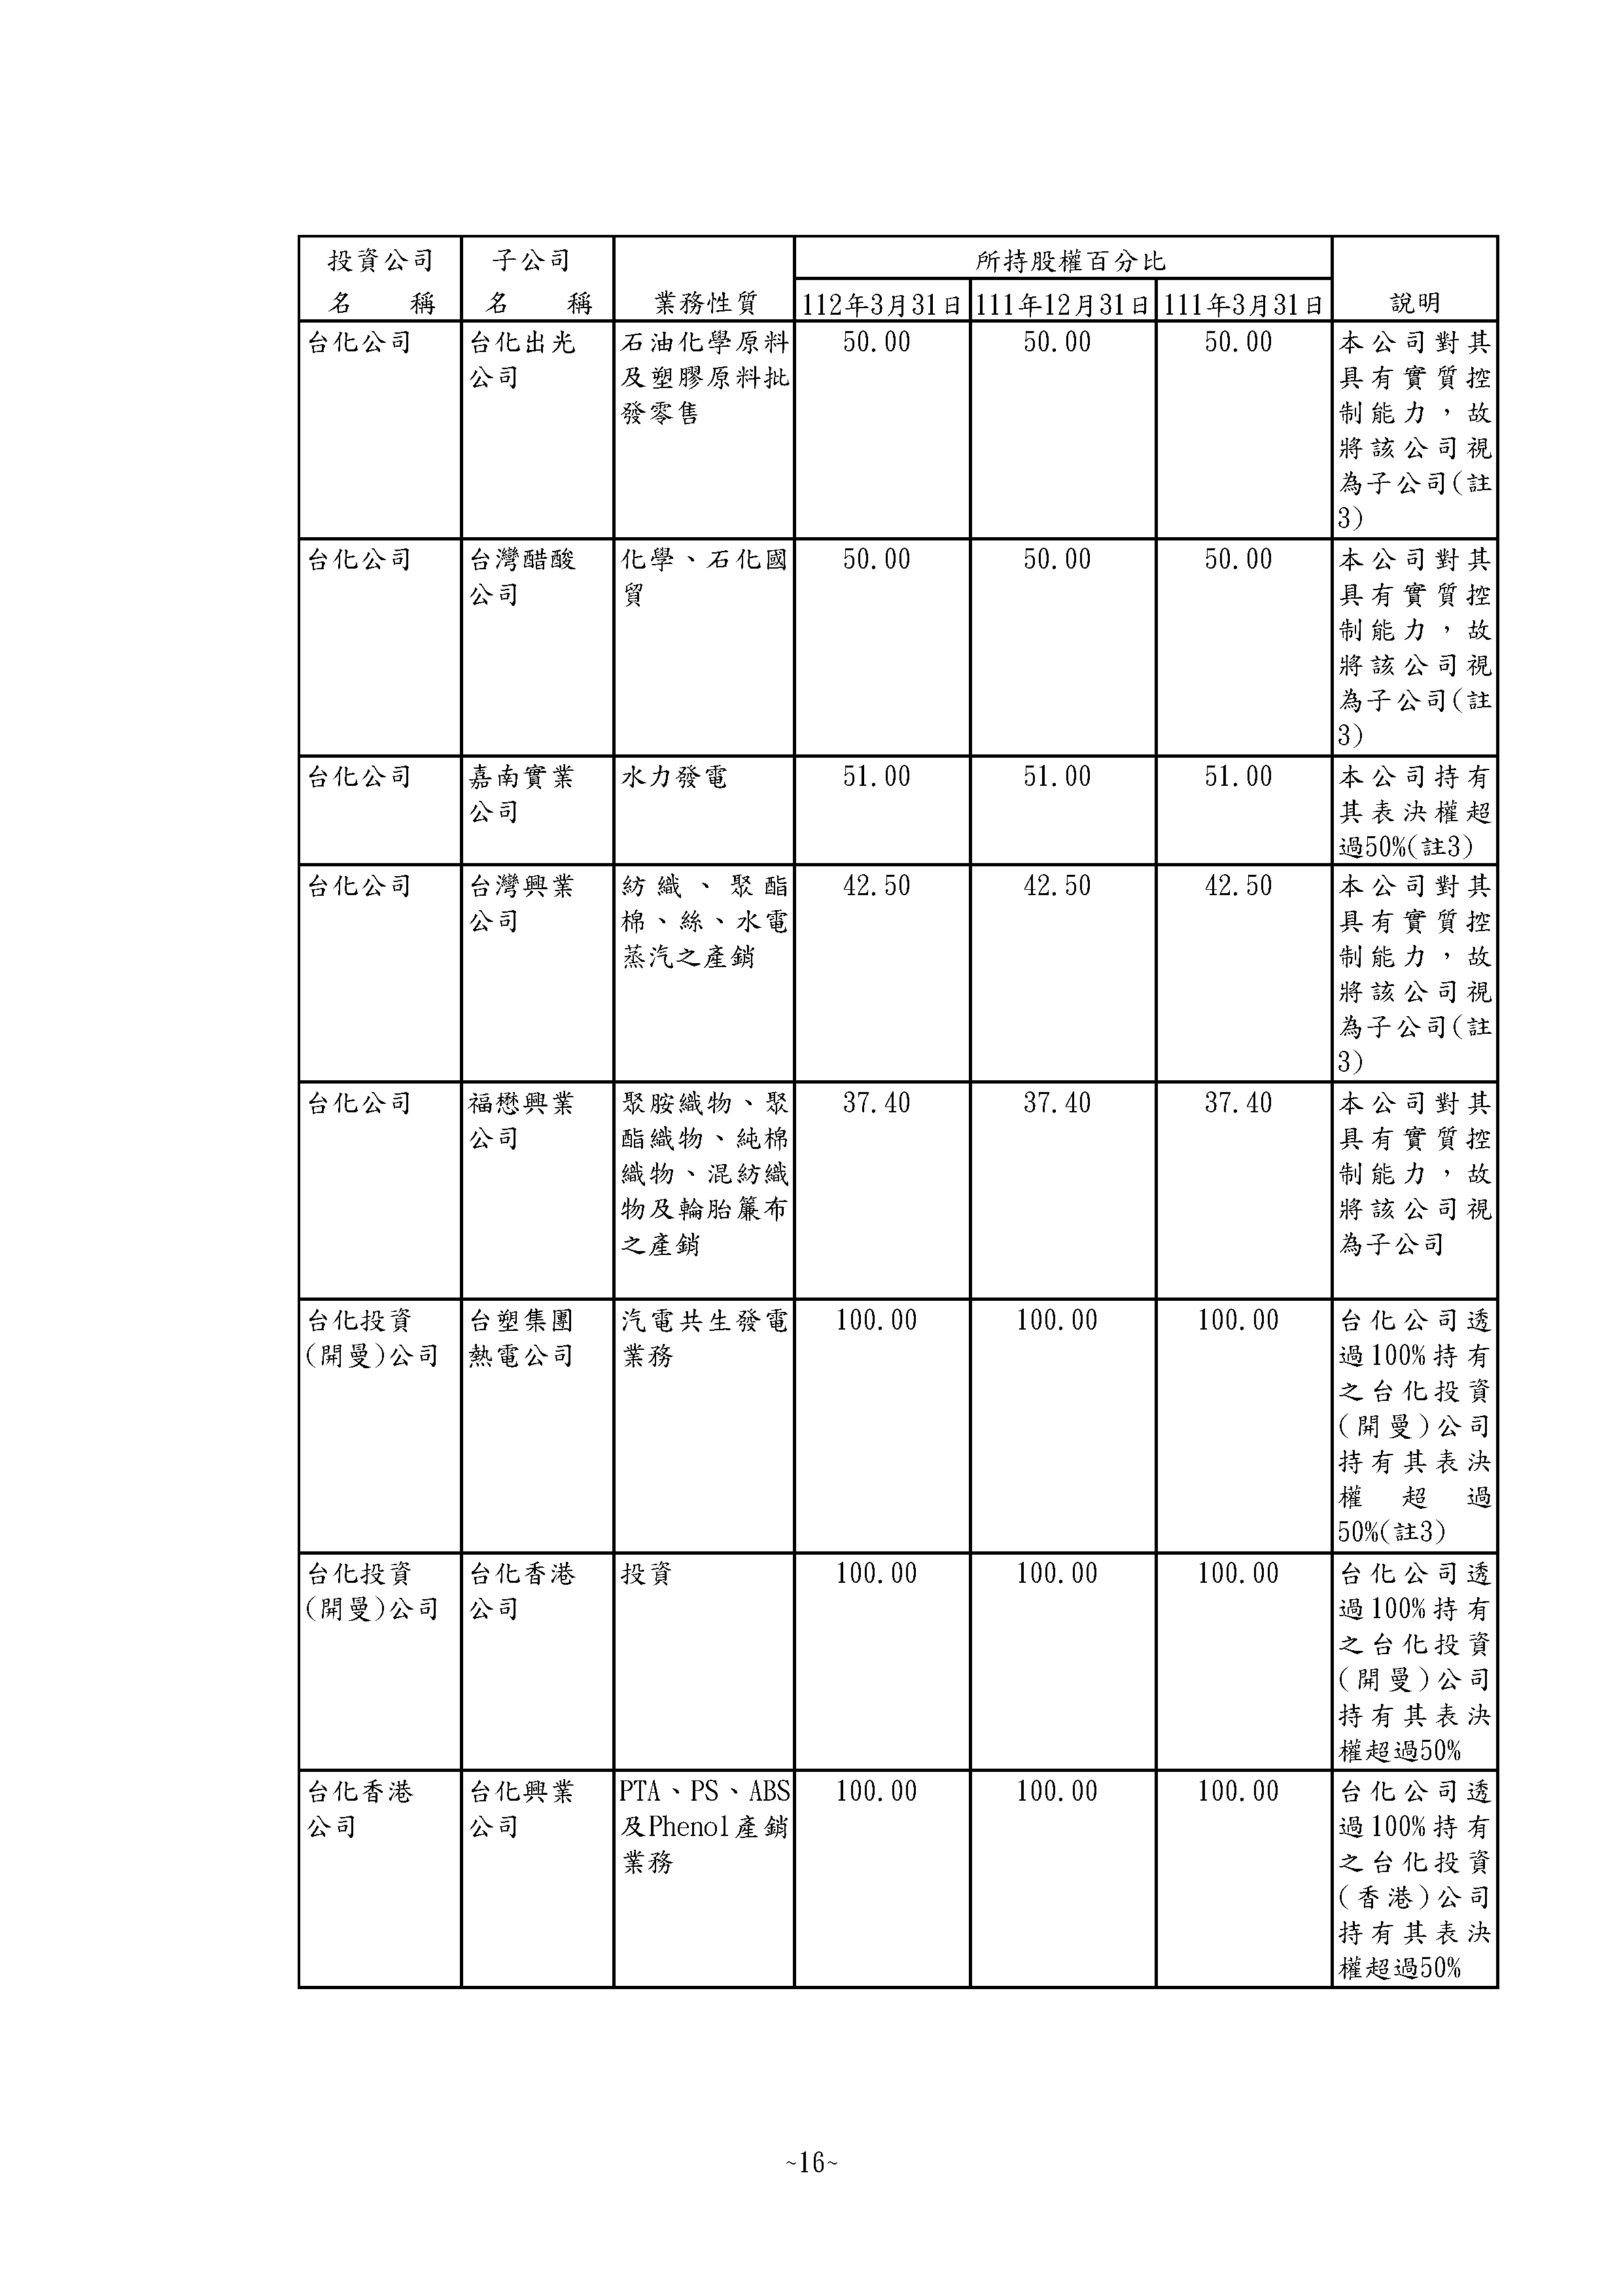 投資公司 子公司 所持股權百分比
名 稱 名 稱 業務性質 112年3月31日 111年12月31日 111年3月31日 說明
台化公司 台化出光 石油化學原料 50.00 50.00 50.00 本公司對其
公司 及塑膠原料批 具有實質控
發零售 制能力，故
將該公司視
為子公司(註
3)
台化公司 台灣醋酸 化學、石化國 50.00 50.00 50.00 本公司對其
公司 貿 具有實質控
制能力，故
將該公司視
為子公司(註
3)
台化公司 嘉南實業 水力發電 51.00 51.00 51.00 本公司持有
公司 其表決權超
過50%(註3)
台化公司 台灣興業 紡織、聚酯 42.50 42.50 42.50 本公司對其
公司 棉、絲、水電 具有實質控
蒸汽之產銷 制能力，故
將該公司視
為子公司(註
3)
台化公司 福懋興業 聚胺織物、聚 37.40 37.40 37.40 本公司對其
公司 酯織物、純棉 具有實質控
織物、混紡織 制能力，故
物及輪胎簾布 將該公司視
之產銷 為子公司
台化投資 台塑集團 汽電共生發電 100.00 100.00 100.00 台化公司透
(開曼)公司 熱電公司 業務 過100%持有
之台化投資
(開曼)公司
持有其表決
權超過
50%(註3)
台化投資 台化香港 投資 100.00 100.00 100.00 台化公司透
(開曼)公司 公司 過100%持有
之台化投資
(開曼)公司
持有其表決
權超過50%
台化香港 台化興業 PTA、PS、ABS 100.00 100.00 100.00 台化公司透
公司 公司 及Phenol產銷 過100%持有
業務 之台化投資
(香港)公司
持有其表決
權超過50%
~16~